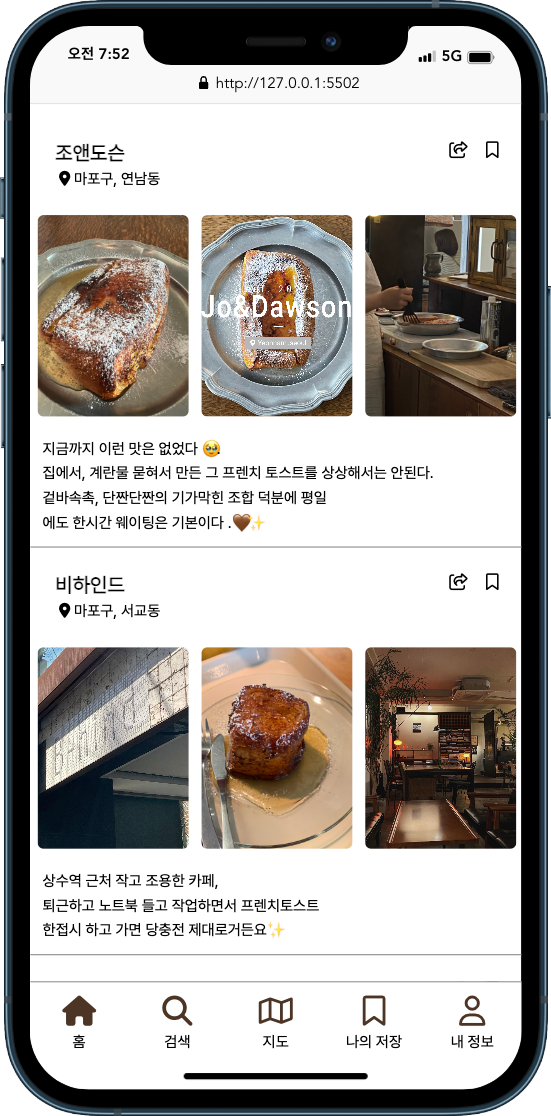 오전 7:52
5G
http://127.0.0.1:5502
조앤도슨
마포구, 연남동
Jo&Dawson
Yeonnam, seoul
지금까지 이런 맛은 없었다 🥹
집에서, 계란물 묻혀서 만든 그 프렌치 토스트를 상상해서는 안된다.
겉바속촉, 단짠단짠의 기가막힌 조합 덕분에 평일
에도 한시간 웨이팅은 기본이다 .🤎✨
비하인드
마포구, 서교동
상수역 근처 작고 조용한 카페,
퇴근하고 노트북 들고 작업하면서 프렌치토스트
한접시 하고 가면 당충전 제대로거든요✨
홈
검색
지도
나의 저장
내 정보